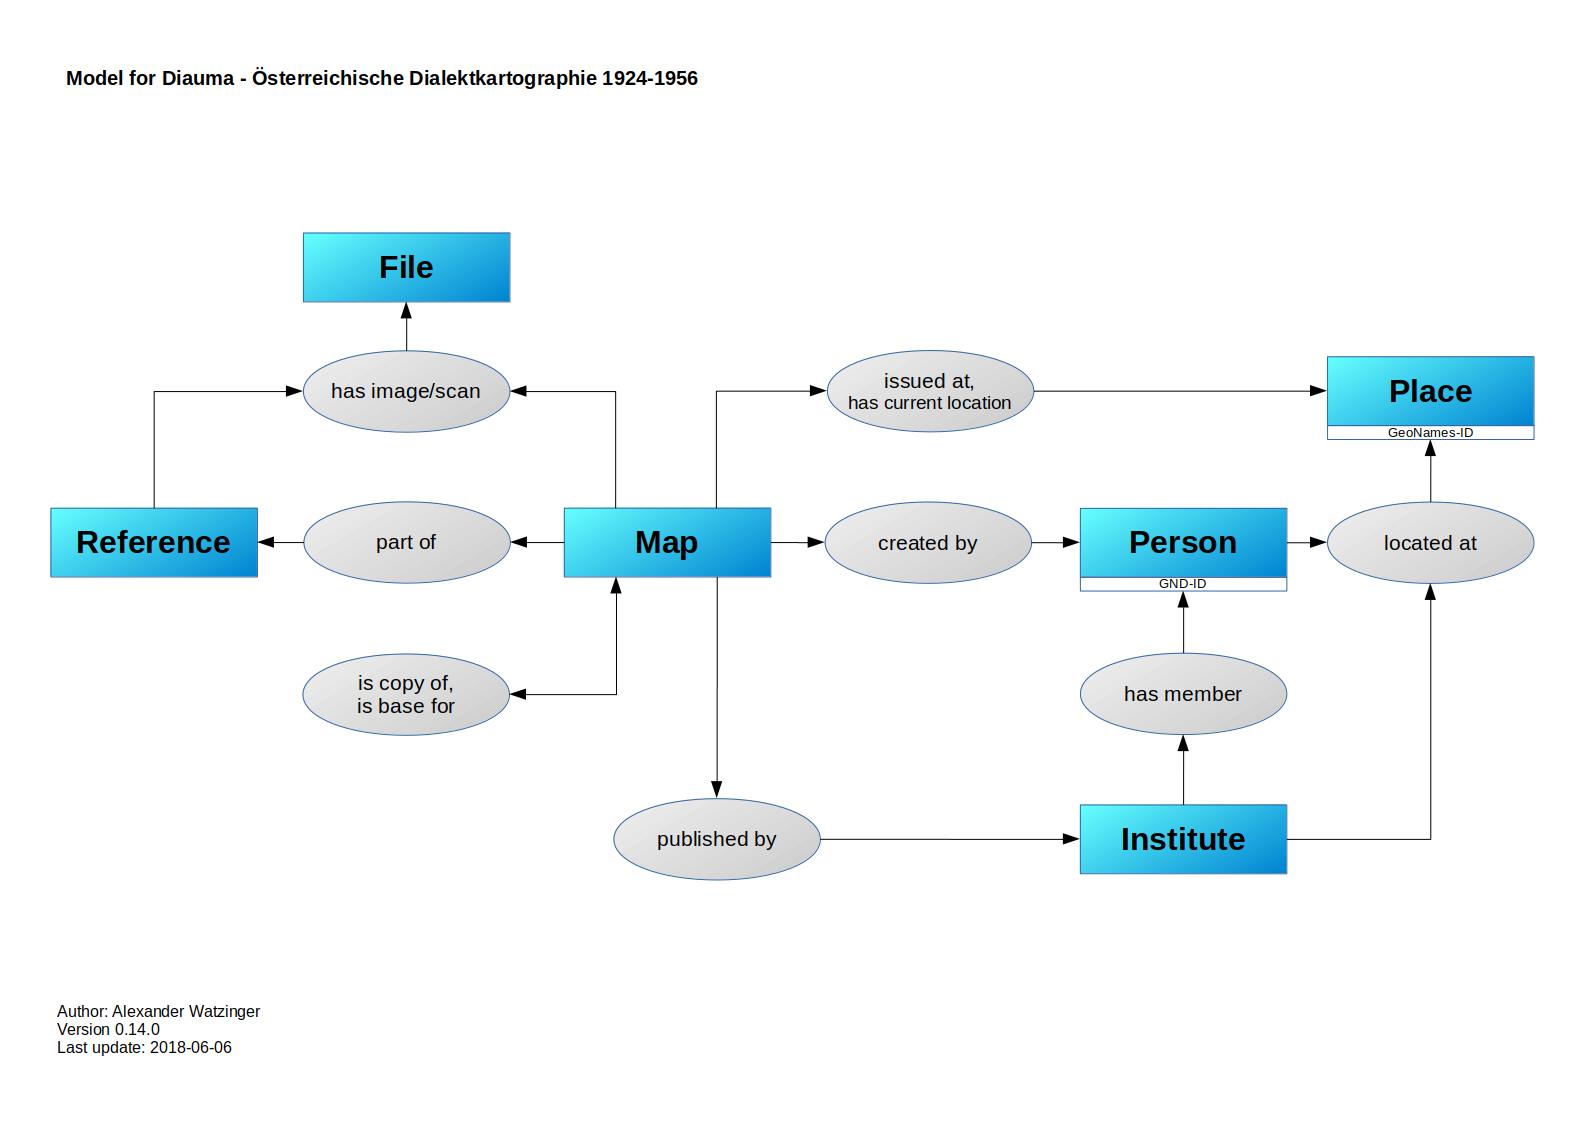 Model for Diauma - Österreichische Dialektkartographie 1924-1956
File
has image/scan
issued at,
has current location
Place
GeoNames-ID
Reference
part of
Map
created by
Person
GND-ID
located at
is copy of,
is base for
has member
published by
Institute
Author: Alexander Watzinger
Version 0.14.0
Last update: 2018-06-06